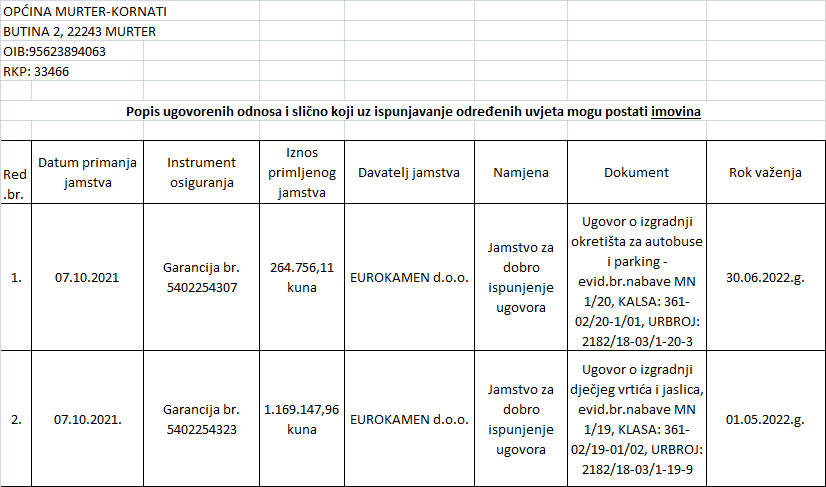 OPĆINA MURTER-KORNATI
BUTINA 2, 22243 MURTER
OIB:95623894063
RKP: 33466
Popis ugovorenih odnosa i slično koji uz ispunjavanje određenih uvjeta mogu postati imovina
Red
.br.
Datum primanja
jamstva
Instrument
osiguranja
Iznos
primljenog
jamstva
Davatelj jamstva
Namjena
Dokument
Rok važenja
1.
07.10.2021
Garancija br.
5402254307
264.756,11
kuna
EUROKAMEN d.o.o.
Jamstvo za
dobro
ispunjenje
ugovora
Ugovor o izgradnji
okretišta za autobuse
i parking -
evid.br.nabave MN
1/20, KALSA: 361-
02/20-1/01, URBROJ:
2182/18-03/1-20-3
30.06.2022.g.
2.
07.10.2021.
Garancija br.
5402254323
1.169.147,96
kuna
EUROKAMEN d.o.o.
Jamstvo za
dobro
ispunjenje
ugovora
Ugovor o izgradnji
dječjeg vrtića i jaslica,
evid.br.nabave MN
1/19, KLASA: 361-
02/19-01/02, URBROJ:
2182/18-03/1-19-9
01.05.2022.g.